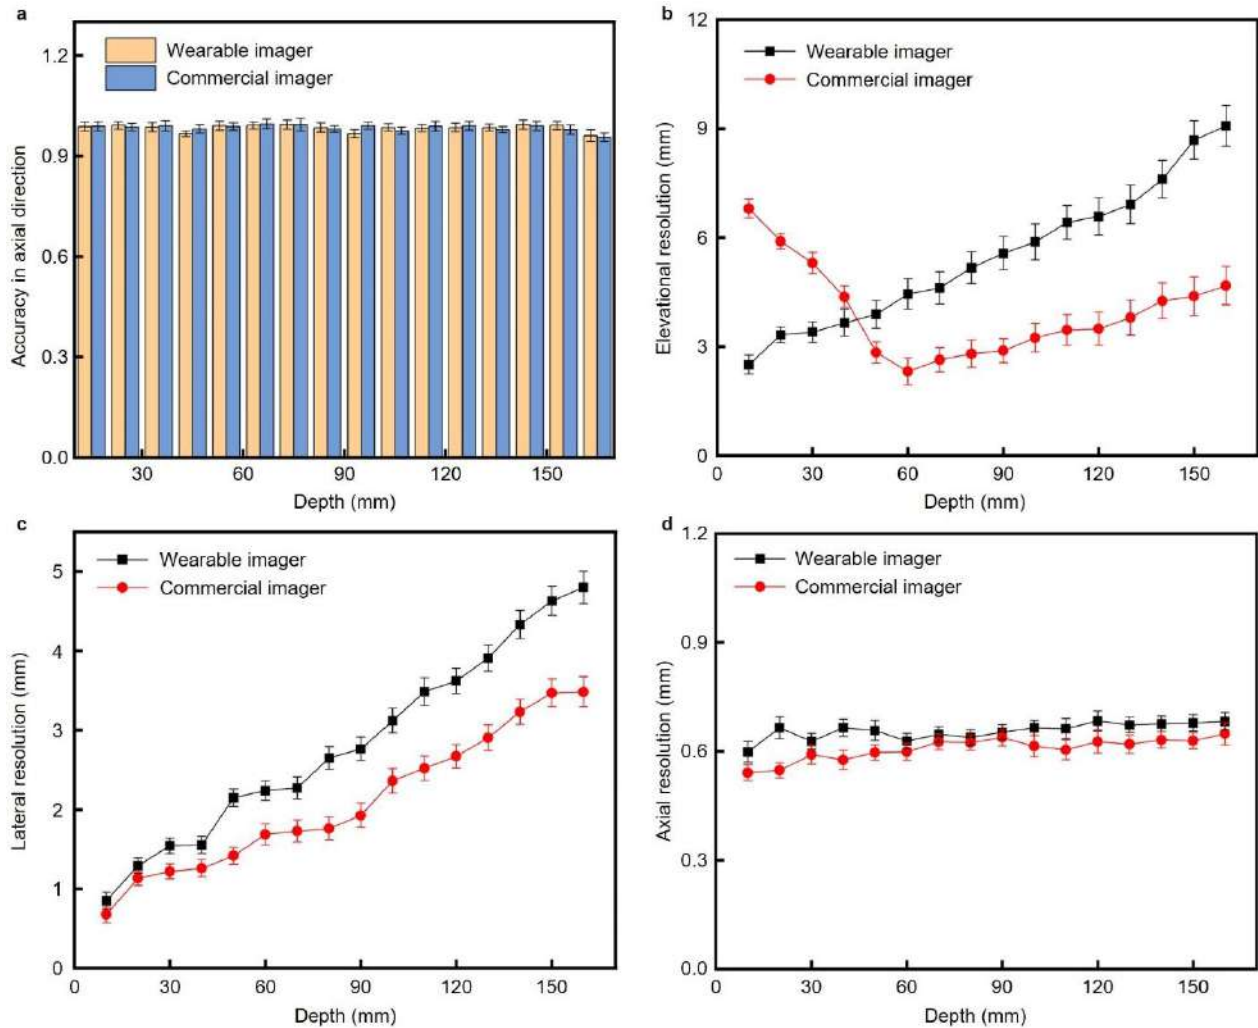 a
Wearable imager
Commercial imager
1.2
0.9
0.6
0.3
0.0
Accuracy in axial direction
30 60 90 120 150
Depth (mm)
b
Wearable imager
Commercial imager
12
9
6
3
0
Elevational resolution (mm)
0 30 60 90 120 150
Depth (mm)
c
Wearable imager
Commercial imager
5
4
3
2
1
0
Lateral resolution (mm)
0 30 60 90 120 150
Depth (mm)
d
Wearable imager
Commercial imager
1.2
0.9
0.6
0.3
0.0
Axial resolution (mm)
0 30 60 90 120 150
Depth (mm)